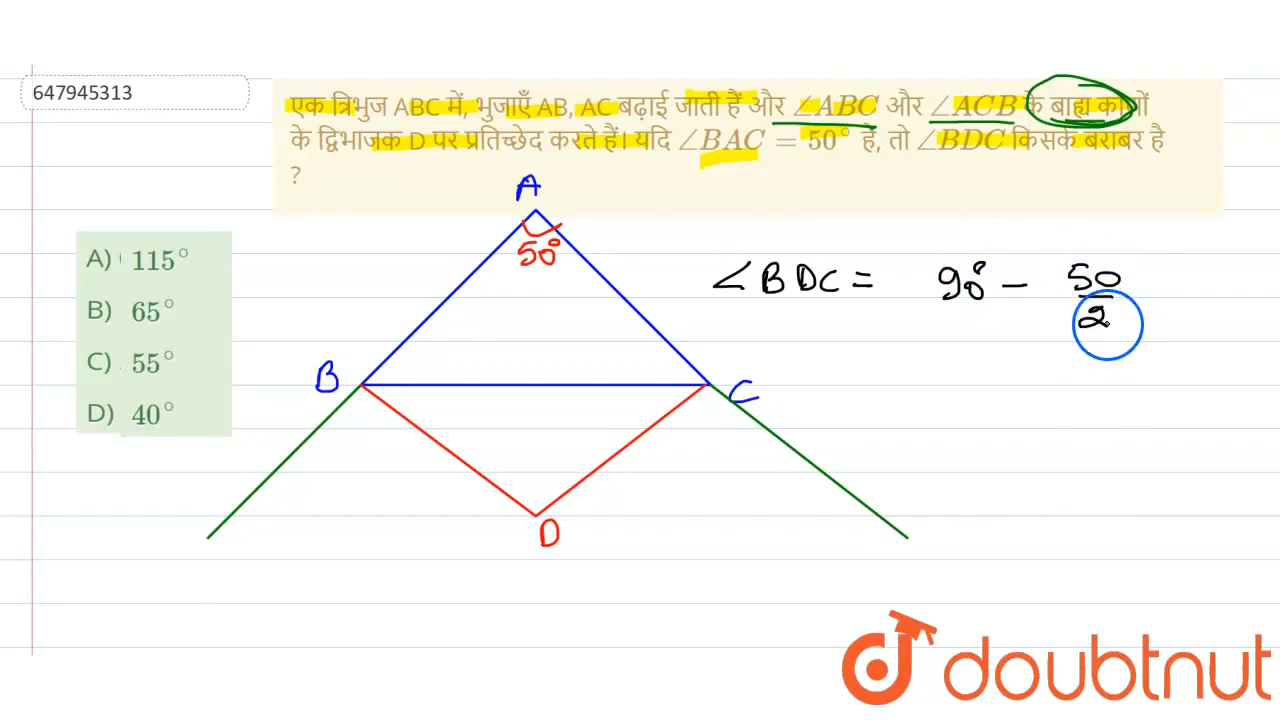 647945313
एक त्रिभुज ABC में, भुजाएँ AB, AC बढ़ाई जाती हैं और ∠ABC और ∠ACB के बाह्य कोणों
के द्विभाजक D पर प्रतिच्छेद करते हैं। यदि ∠BAC = 50° है, तो ∠BDC किसके बराबर है
?
A) 115°
B) 65°
C) 55°
D) 40°
A
50°
∠BDC = 90° - 50/2
B
C
D
doubtnut